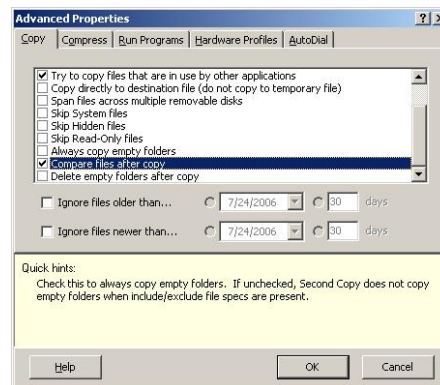 Advanced Properties
Copy Compress Run Programs Hardware Profiles AutoDial
Try to copy files that are in use by other applications
Copy directly to destination file (do not copy to temporary file)
Span files across multiple removable disks
Skip System files
Skip Hidden files
Skip Read-Only files
Always copy empty folders
Compare files after copy
Delete empty folders after copy
Ignore files older than... 7/24/2006 30 days
Ignore files newer than... 7/24/2006 30 days
Quick hints:
Check this to always copy empty folders. If unchecked, Second Copy does not copy
empty folders when include/exclude file specs are present.
Help OK Cancel